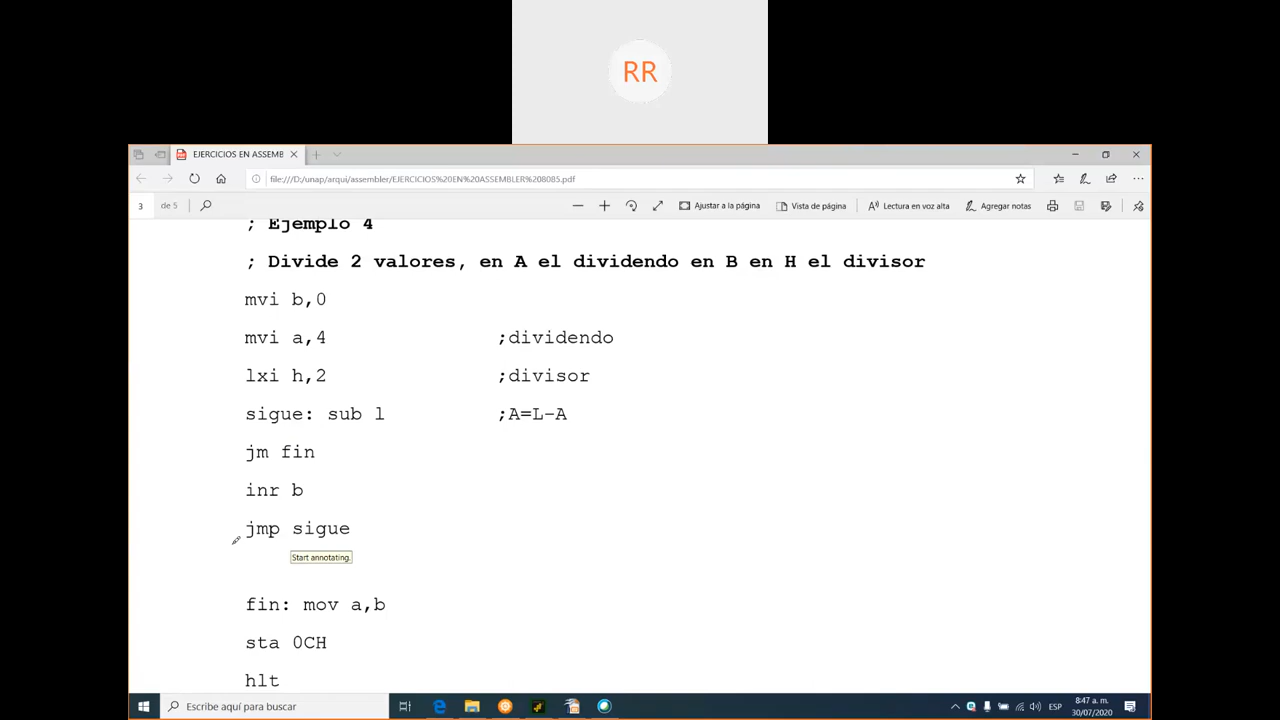 RR
EJERCICIOS EN ASSEMB
file:///D:/unap/arqui/assembler/EJERCICIOS%20EN%20ASSEMBLER%208085.pdf
3 de 5
Ajustar a la página
Vista de página
Lectura en voz alta
Agregar notas
; Ejemplo 4
; Divide 2 valores, en A el dividendo en B en H el divisor
mvi b,0
mvi a,4 ;dividendo
lxi h,2 ;divisor
sigue: sub l ;A=L-A
jm fin
inr b
jmp sigue
Start annotating.
fin: mov a,b
sta 0CH
hlt
Escribe aquí para buscar
ESP
8:47 a. m.
30/07/2020